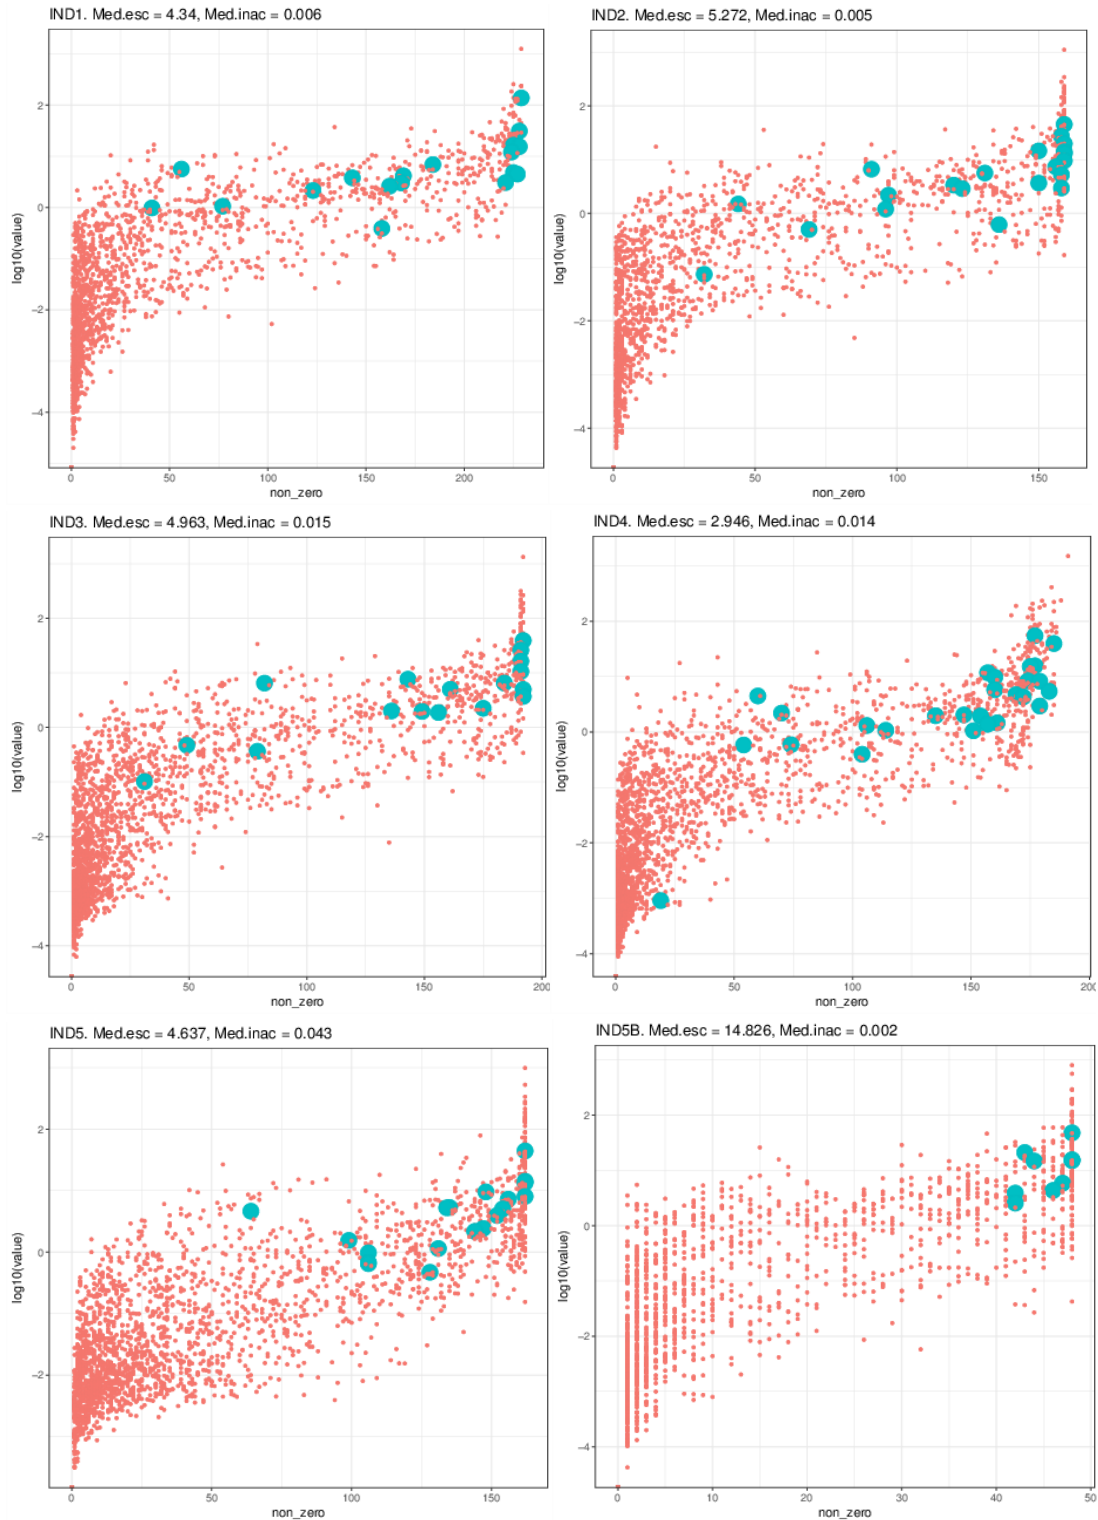 IND1. Med.esc = 4.34, Med.inac = 0.006
log10(value)
2
0
−2
−4
0 50 100 150 200
non_zero
IND2. Med.esc = 5.272, Med.inac = 0.005
log10(value)
2
0
−2
−4
0 50 100 150
non_zero
IND3. Med.esc = 4.963, Med.inac = 0.015
log10(value)
2
0
−2
−4
0 50 100 150 200
non_zero
IND4. Med.esc = 2.946, Med.inac = 0.014
log10(value)
2
0
−2
−4
0 50 100 150 200
non_zero
IND5. Med.esc = 4.637, Med.inac = 0.043
log10(value)
2
0
−2
0 50 100 150
non_zero
IND5B. Med.esc = 14.826, Med.inac = 0.002
log10(value)
2
0
−2
−4
0 10 20 30 40 50
non_zero